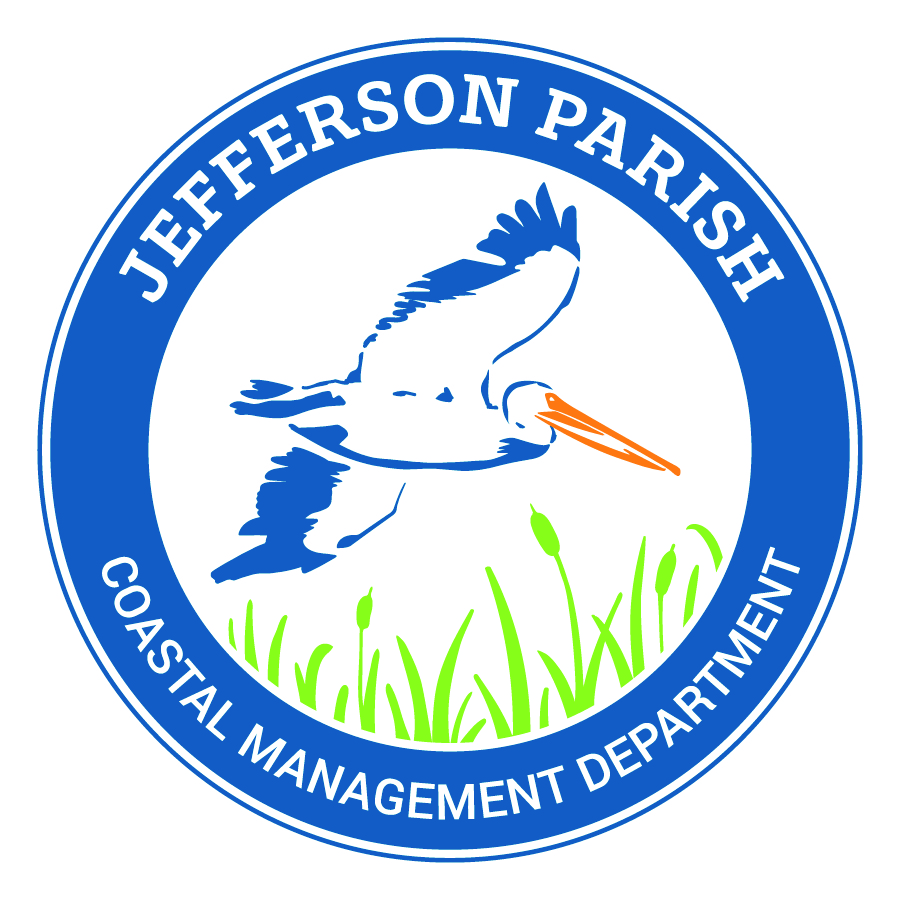 JEFFERSON PARISH
COASTAL MANAGEMENT DEPARTMENT